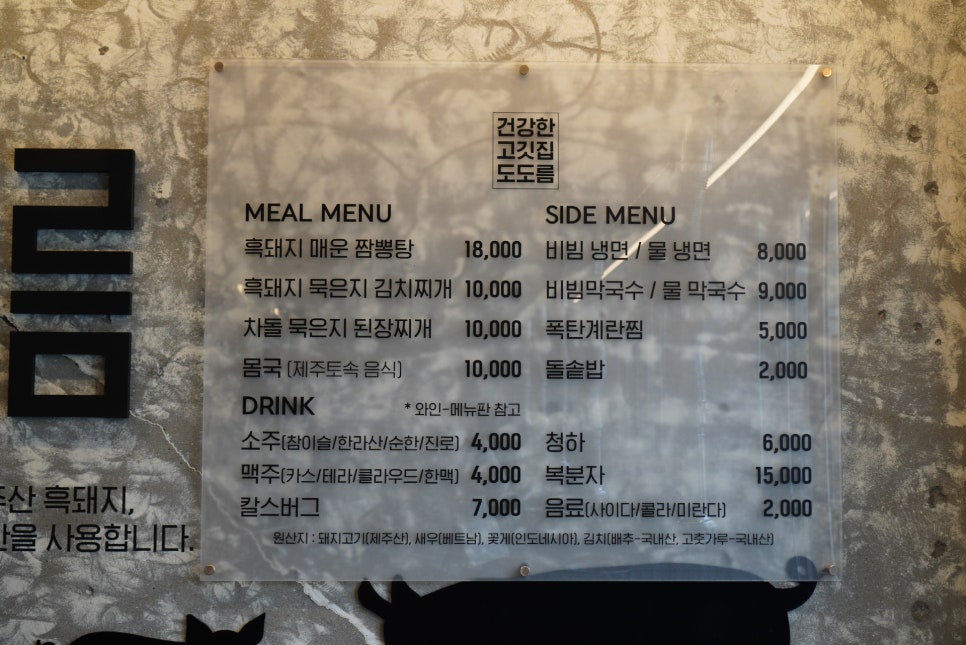 건강한
고깃집
도도름
MEAL MENU
흑돼지 매운 짬뽕탕 18,000
흑돼지 묵은지 김치찌개 10,000
차돌 묵은지 된장찌개 10,000
몸국 (제주토속 음식) 10,000
SIDE MENU
비빔 냉면 / 물 냉면 8,000
비빔막국수 / 물 막국수 9,000
폭탄계란찜 5,000
돌솥밥 2,000
DRINK * 와인-메뉴판 참고
소주(참이슬/한라산/순한/진로) 4,000
맥주(카스/테라/클라우드/한맥) 4,000
칼스버그 7,000
청하 6,000
복분자 15,000
음료(사이다/콜라/미란다) 2,000
원산지 : 돼지고기(제주산), 새우(베트남), 꽃게(인도네시아), 김치(배추-국내산, 고춧가루-국내산)
름
흑돼지,
사용합니다.